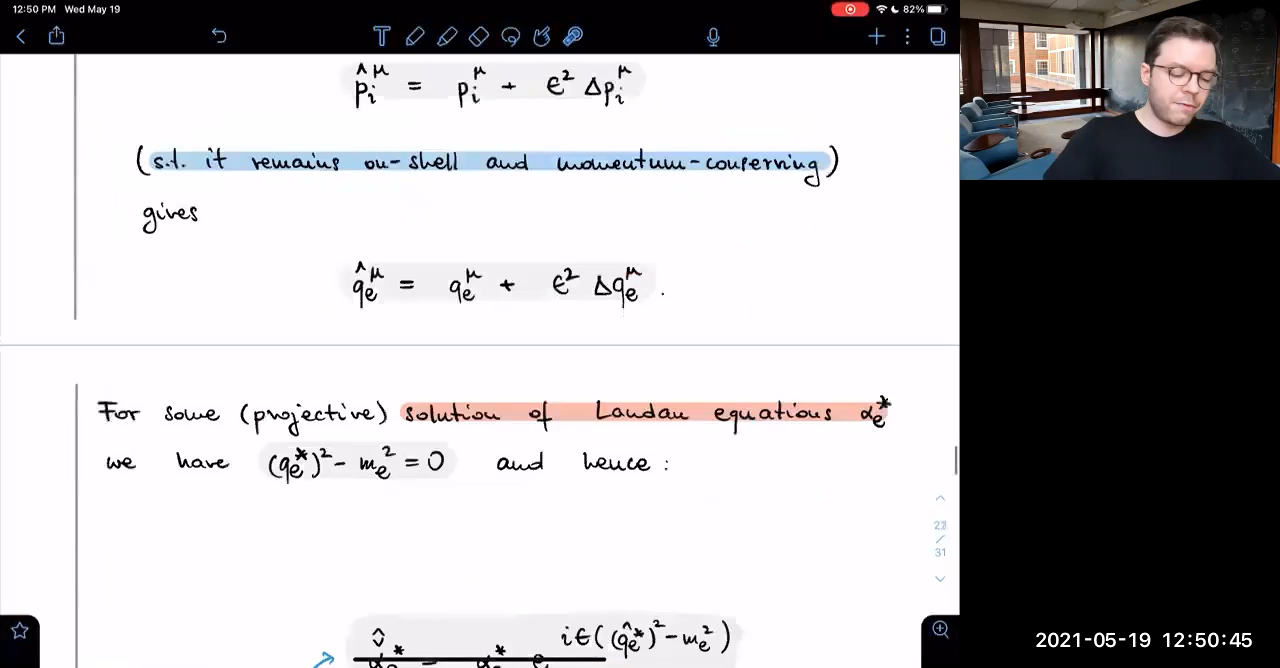 12:50 PM Wed May 19
82%
p̂ᵢ^μ = pᵢ^μ + ε² Δpᵢ^μ
(s.t. it remains on-shell and momentum-conserving)
gives
q̂ₑ^μ = qₑ^μ + ε² Δqₑ^μ .
For some (projective) solution of Landau equations αₑ*
we have (qₑ*)² - mₑ² = 0 and hence :
iε((q̂ₑ*)² - mₑ²)
31
2021-05-19 12:50:45